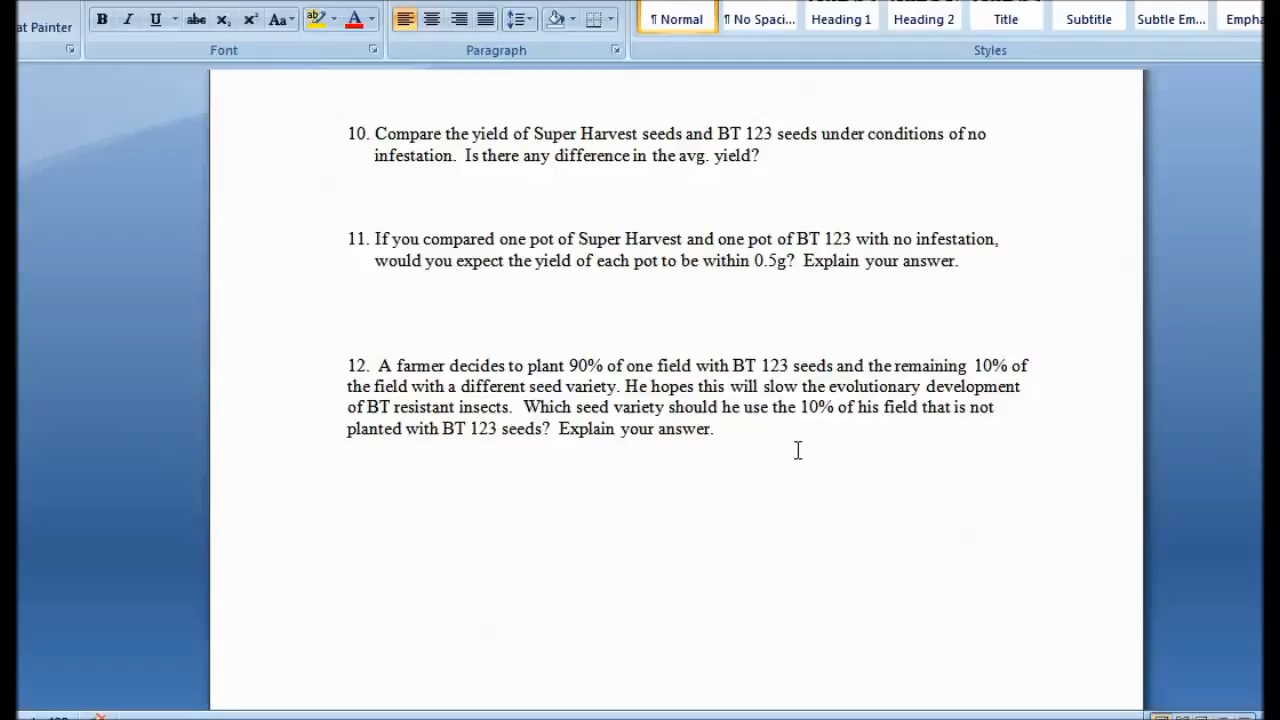 at Painter
B I U abc x₂ x² Aa ab A
¶ Normal ¶ No Spaci... Heading 1 Heading 2 Title Subtitle Subtle Em... Empha
Font Paragraph Styles
10. Compare the yield of Super Harvest seeds and BT 123 seeds under conditions of no
infestation. Is there any difference in the avg. yield?
11. If you compared one pot of Super Harvest and one pot of BT 123 with no infestation,
would you expect the yield of each pot to be within 0.5g? Explain your answer.
12. A farmer decides to plant 90% of one field with BT 123 seeds and the remaining 10% of
the field with a different seed variety. He hopes this will slow the evolutionary development
of BT resistant insects. Which seed variety should he use the 10% of his field that is not
planted with BT 123 seeds? Explain your answer.